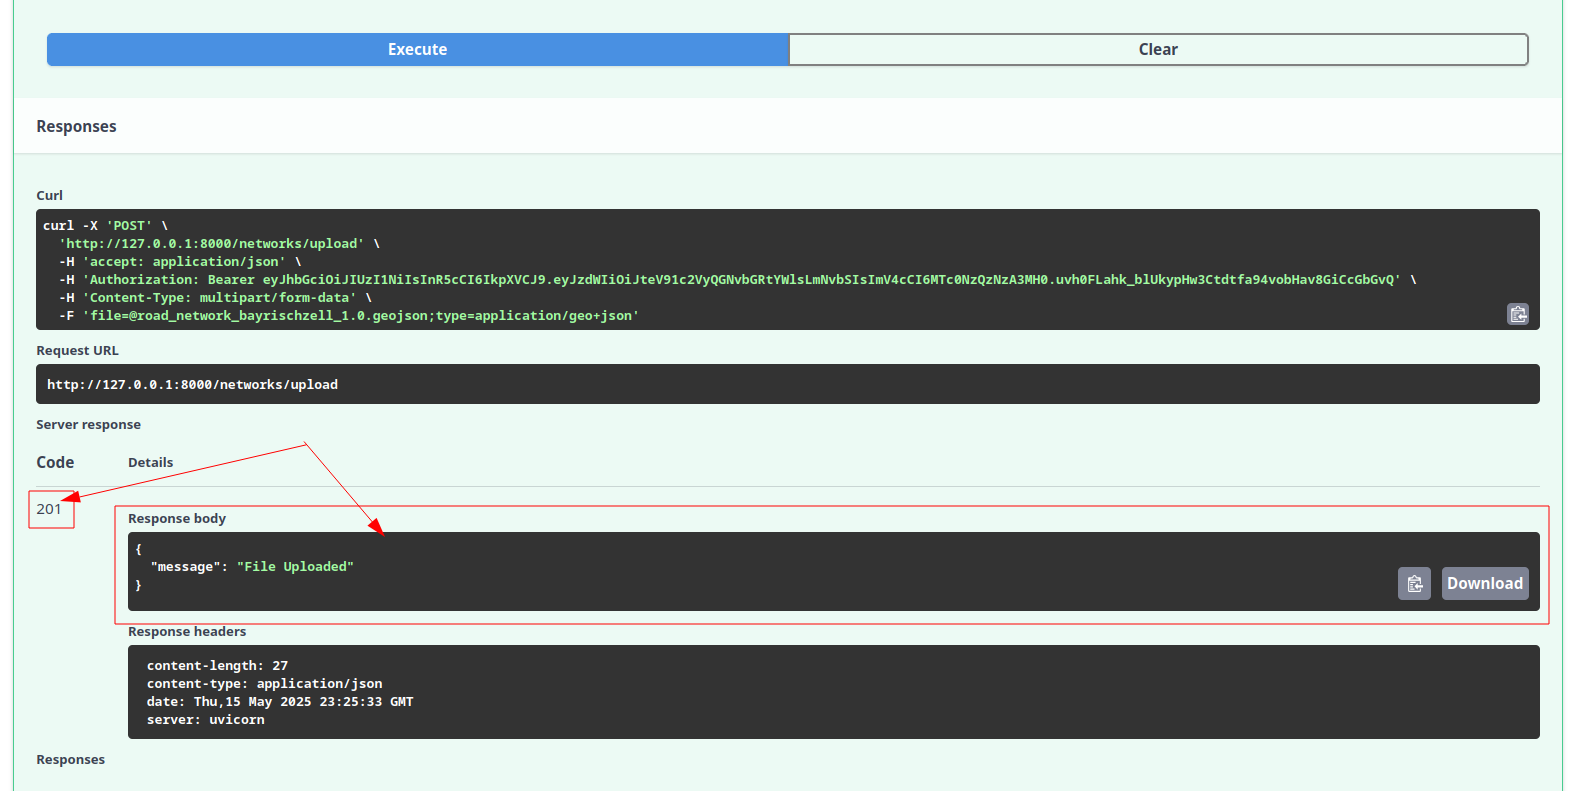 Execute
Clear
Responses
Curl
curl -X 'POST' \
'http://127.0.0.1:8000/networks/upload' \
-H 'accept: application/json' \
-H 'Authorization: Bearer eyJhbGciOiJIUzI1NiIsInR5cCI6IkpXVCJ9.eyJzdWIiOiJteV91c2VyQGNvbGRtYWlsLmNvbSIsImV4cCI6MTc0NzQzNzA3MH0.uvh0FLahk_blUkypHw3Ctdtfa94vobHav8GiCcGbGvQ' \
-H 'Content-Type: multipart/form-data' \
-F 'file=@road_network_bayrischzell_1.0.geojson;type=application/geo+json'
Request URL
http://127.0.0.1:8000/networks/upload
Server response
Code
Details
201
Response body
{
"message": "File Uploaded"
}
Download
Response headers
content-length: 27
content-type: application/json
date: Thu,15 May 2025 23:25:33 GMT
server: uvicorn
Responses